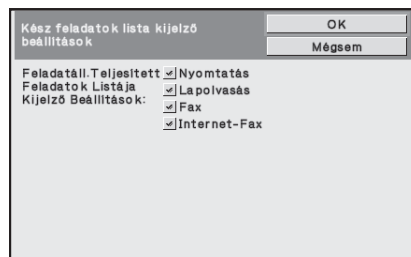 Kész feladatok lista kijelző
beállítások
OK
Mégsem
Feladatáll.Teljesített
Feladatok Listája
Kijelző Beállítások:
Nyomtatás
Lapolvasás
Fax
Internet-Fax